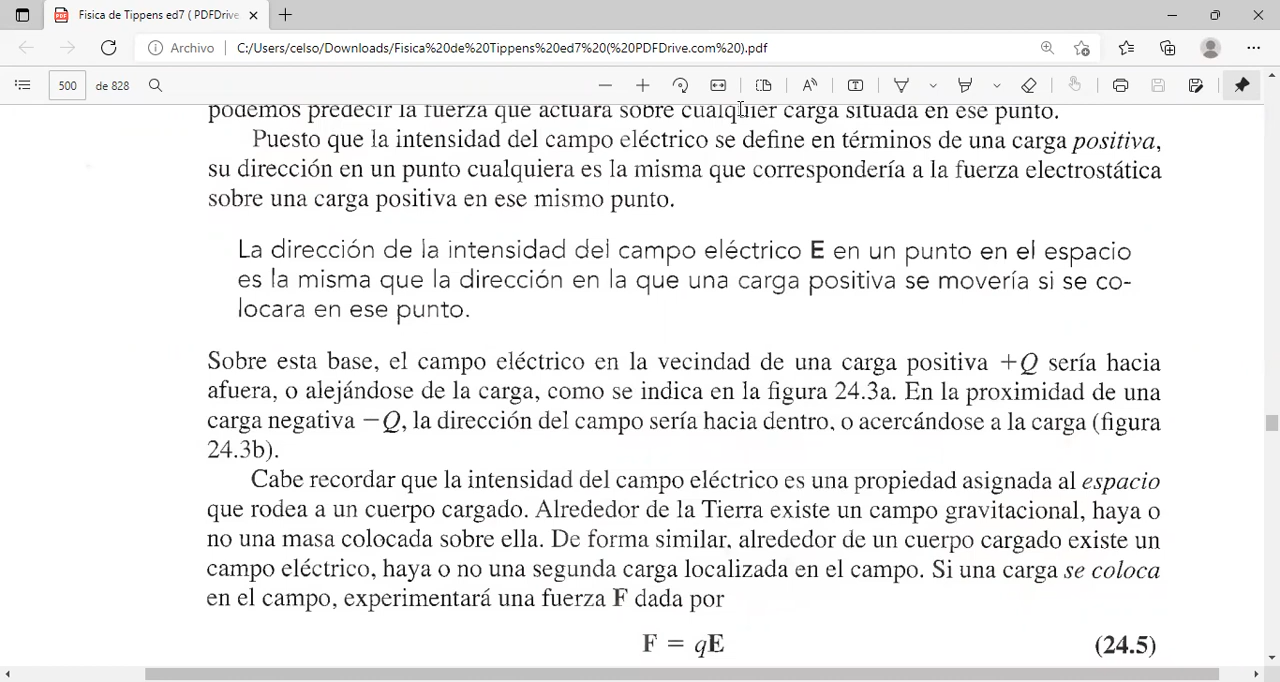 Fisica de Tippens ed7 (PDFDrive
Archivo C:/Users/celso/Downloads/Fisica%20de%20Tippens%20ed7%20(%20PDFDrive.com%20).pdf
500 de 828
podemos predecir la fuerza que actuará sobre cualquier carga situada en ese punto.
Puesto que la intensidad del campo eléctrico se define en términos de una carga positiva,
su dirección en un punto cualquiera es la misma que correspondería a la fuerza electrostática
sobre una carga positiva en ese mismo punto.
La dirección de la intensidad del campo eléctrico E en un punto en el espacio
es la misma que la dirección en la que una carga positiva se movería si se co-
locara en ese punto.
Sobre esta base, el campo eléctrico en la vecindad de una carga positiva +Q sería hacia
afuera, o alejándose de la carga, como se indica en la figura 24.3a. En la proximidad de una
carga negativa −Q, la dirección del campo sería hacia dentro, o acercándose a la carga (figura
24.3b).
Cabe recordar que la intensidad del campo eléctrico es una propiedad asignada al espacio
que rodea a un cuerpo cargado. Alrededor de la Tierra existe un campo gravitacional, haya o
no una masa colocada sobre ella. De forma similar, alrededor de un cuerpo cargado existe un
campo eléctrico, haya o no una segunda carga localizada en el campo. Si una carga se coloca
en el campo, experimentará una fuerza F dada por
F = qE (24.5)